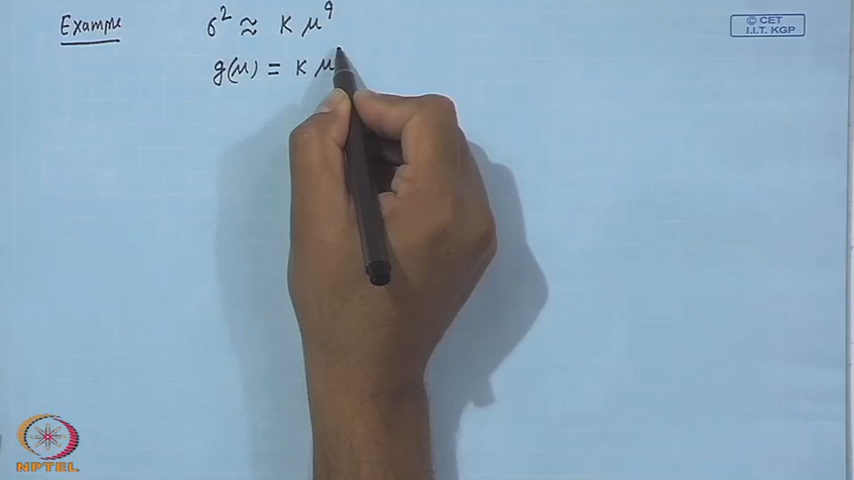 Example σ² ≈ K μ^q
g(μ) = K μ
© CET
I.I.T. KGP
NPTEL